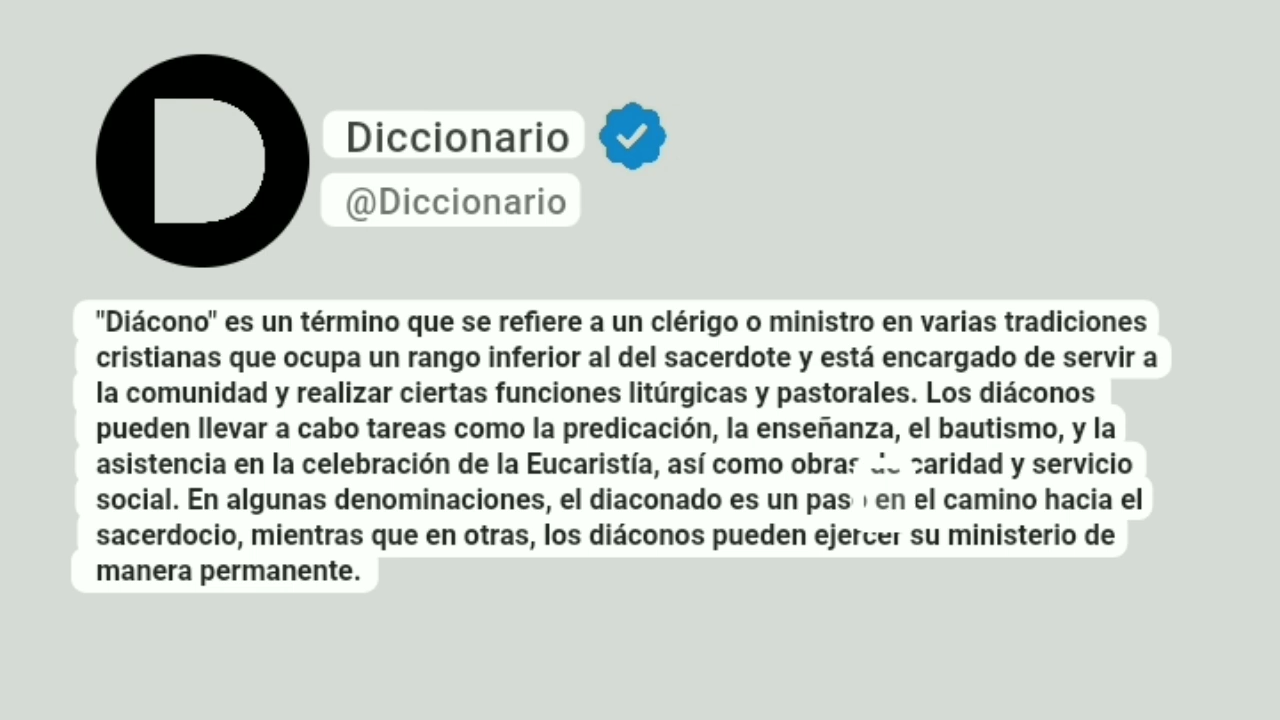 D
Diccionario
@Diccionario
"Diácono" es un término que se refiere a un clérigo o ministro en varias tradiciones
cristianas que ocupa un rango inferior al del sacerdote y está encargado de servir a
la comunidad y realizar ciertas funciones litúrgicas y pastorales. Los diáconos
pueden llevar a cabo tareas como la predicación, la enseñanza, el bautismo, y la
asistencia en la celebración de la Eucaristía, así como obras de caridad y servicio
social. En algunas denominaciones, el diaconado es un paso en el camino hacia el
sacerdocio, mientras que en otras, los diáconos pueden ejercer su ministerio de
manera permanente.